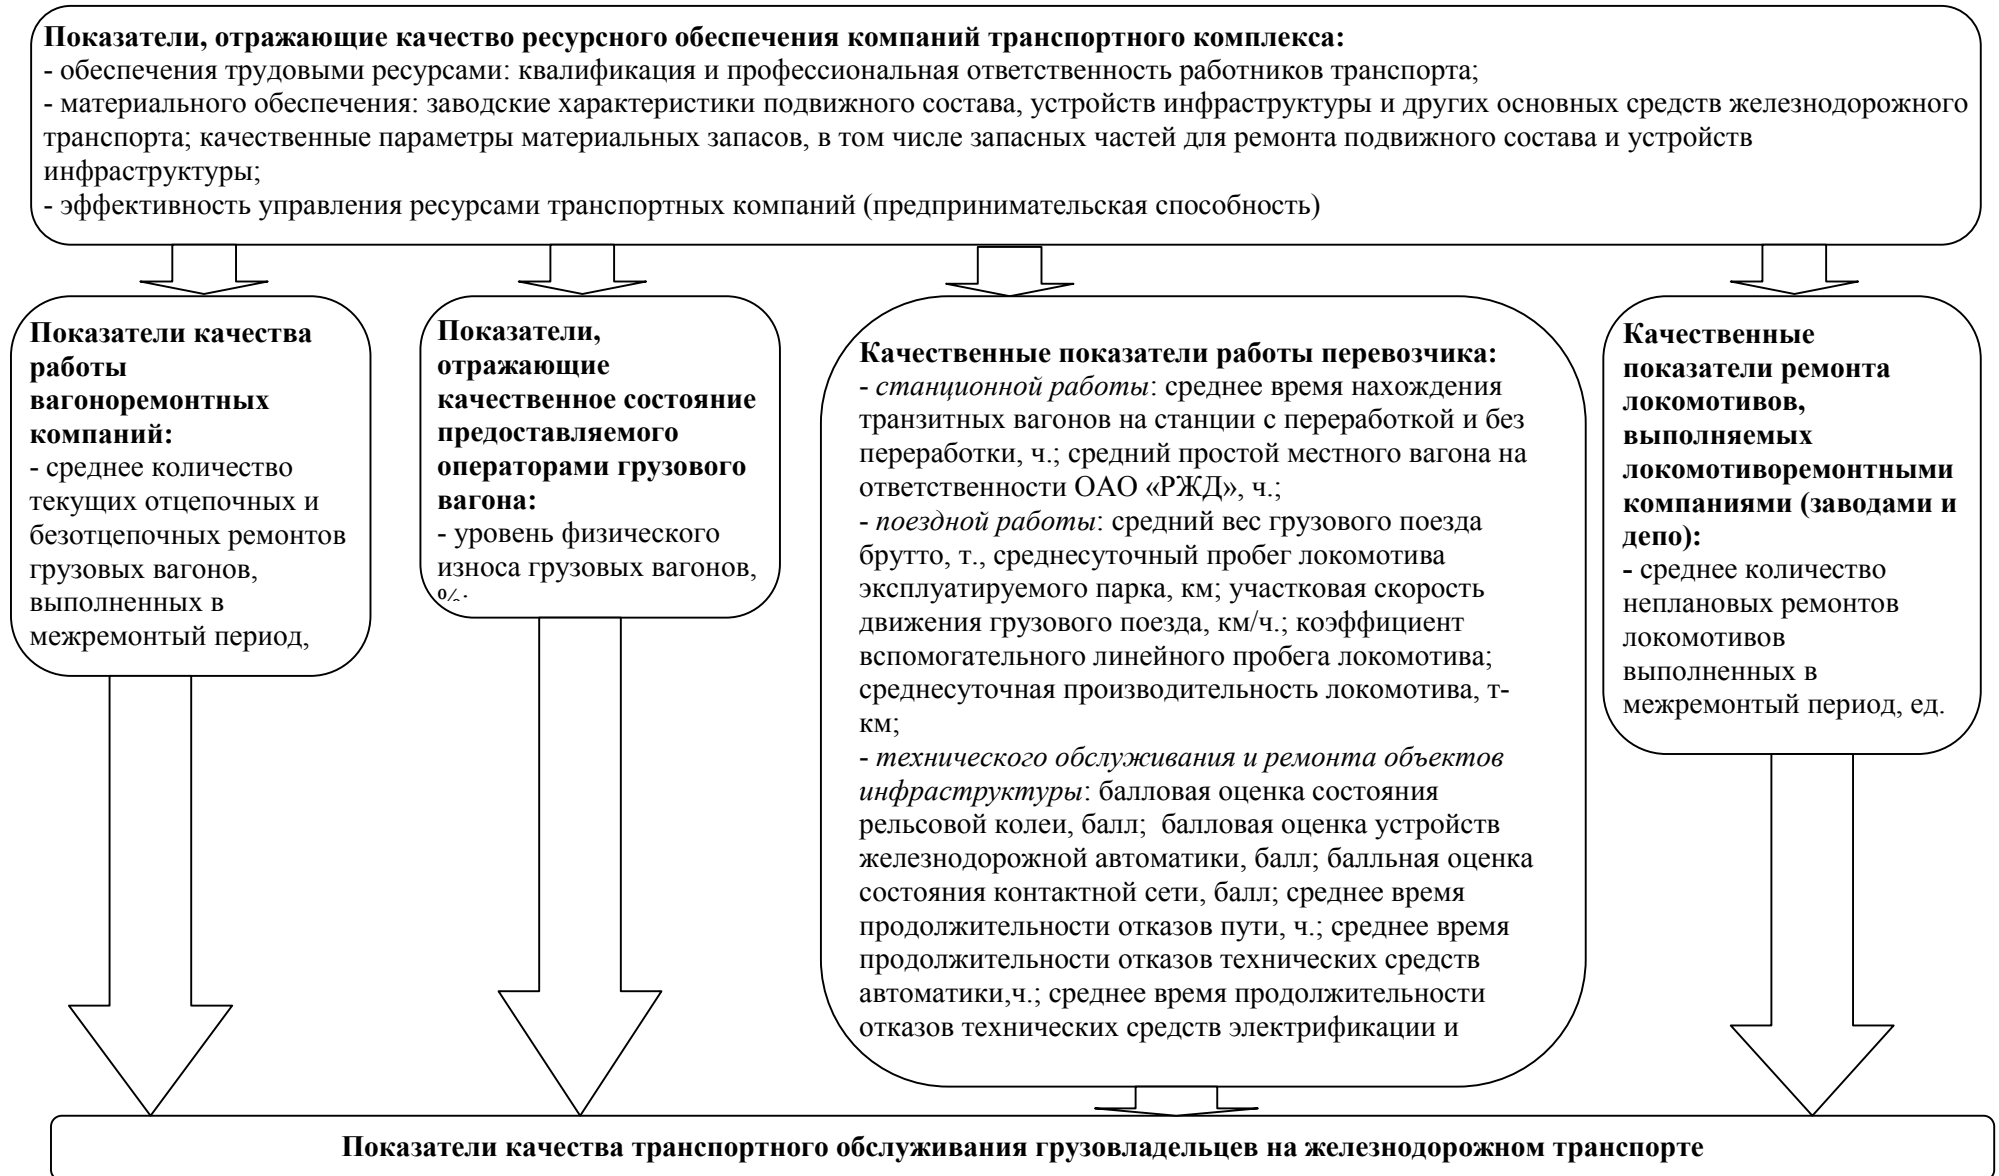 Показатели, отражающие качество ресурсного обеспечения компаний транспортного комплекса:
- обеспечения трудовыми ресурсами: квалификация и профессиональная ответственность работников транспорта;
- материального обеспечения: заводские характеристики подвижного состава, устройств инфраструктуры и других основных средств железнодорожного
транспорта; качественные параметры материальных запасов, в том числе запасных частей для ремонта подвижного состава и устройств
инфраструктуры;
- эффективность управления ресурсами транспортных компаний (предпринимательская способность)
Показатели качества
работы
вагоноремонтных
компаний:
- среднее количество
текущих отцепочных и
безотцепочных ремонтов
грузовых вагонов,
выполненных в
межремонтый период,
Показатели,
отражающие
качественное состояние
предоставляемого
операторами грузового
вагона:
- уровень физического
износа грузовых вагонов,
%;
Качественные показатели работы перевозчика:
- станционной работы: среднее время нахождения
транзитных вагонов на станции с переработкой и без
переработки, ч.; средний простой местного вагона на
ответственности ОАО «РЖД», ч.;
- поездной работы: средний вес грузового поезда
брутто, т., среднесуточный пробег локомотива
эксплуатируемого парка, км; участковая скорость
движения грузового поезда, км/ч.; коэффициент
вспомогательного линейного пробега локомотива;
среднесуточная производительность локомотива, т-
км;
- технического обслуживания и ремонта объектов
инфраструктуры: балловая оценка состояния
рельсовой колеи, балл; балловая оценка устройств
железнодорожной автоматики, балл; балльная оценка
состояния контактной сети, балл; среднее время
продолжительности отказов пути, ч.; среднее время
продолжительности отказов технических средств
автоматики,ч.; среднее время продолжительности
отказов технических средств электрификации и
Качественные
показатели ремонта
локомотивов,
выполняемых
локомотиворемонтными
компаниями (заводами и
депо):
- среднее количество
неплановых ремонтов
локомотивов
выполненных в
межремонтый период, ед.
Показатели качества транспортного обслуживания грузовладельцев на железнодорожном транспорте